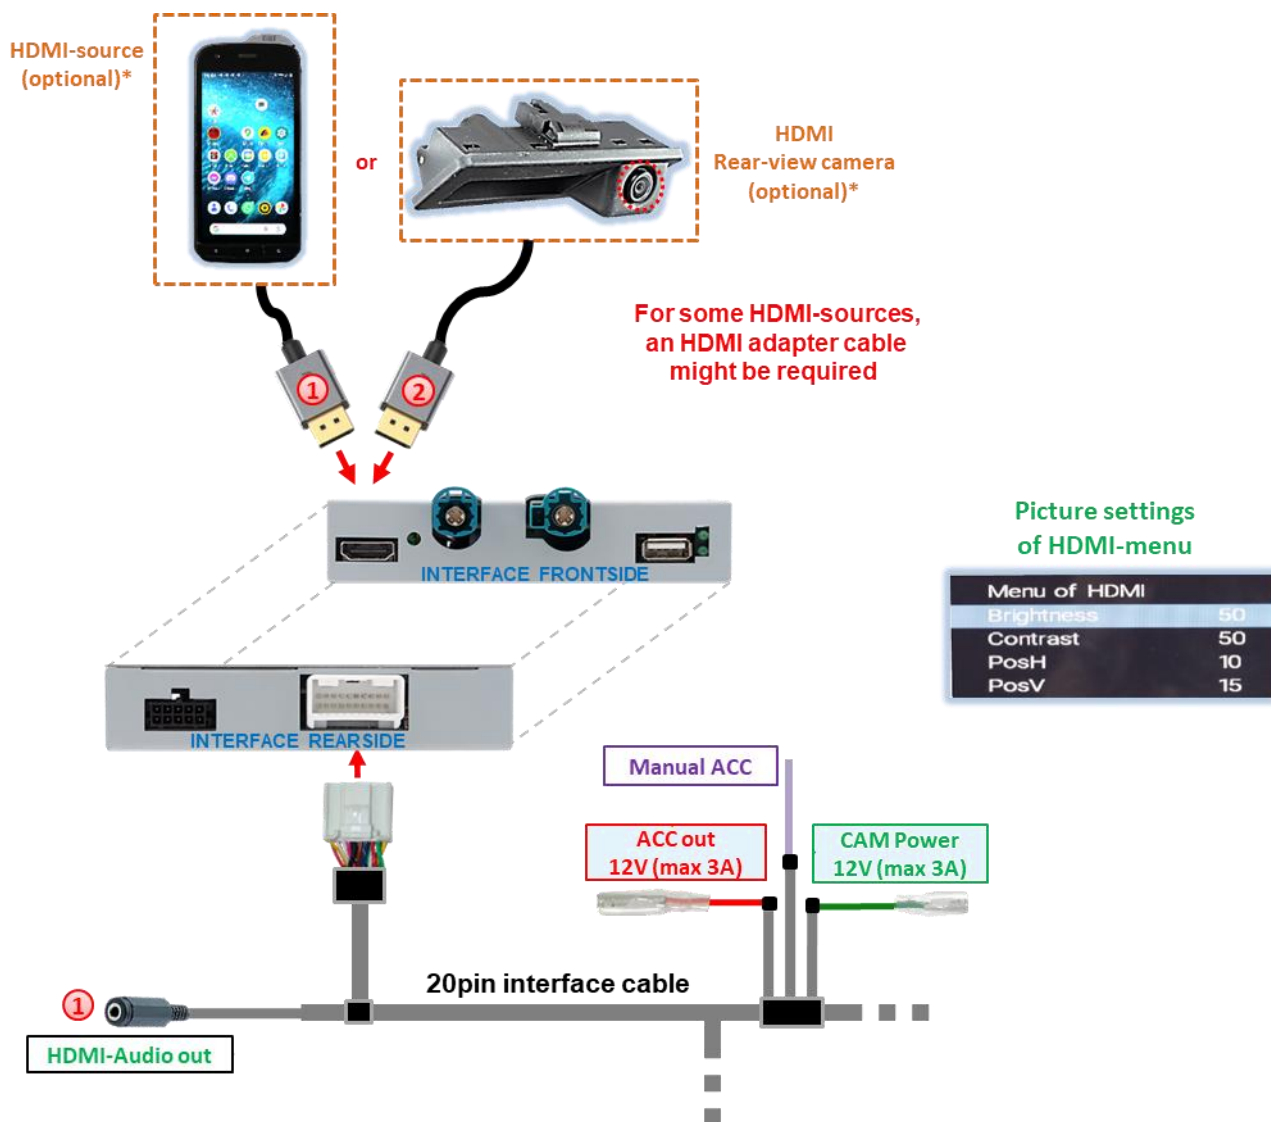 HDMI-source
(optional)*
or
HDMI
Rear-view camera
(optional)*
For some HDMI-sources,
an HDMI adapter cable
might be required
1
2
INTERFACE FRONTSIDE
Picture settings
of HDMI-menu
Menu of HDMI
Brightness 50
Contrast 50
PosH 10
PosV 15
INTERFACE REARSIDE
Manual ACC
ACC out
12V (max 3A)
CAM Power
12V (max 3A)
20pin interface cable
1
HDMI-Audio out